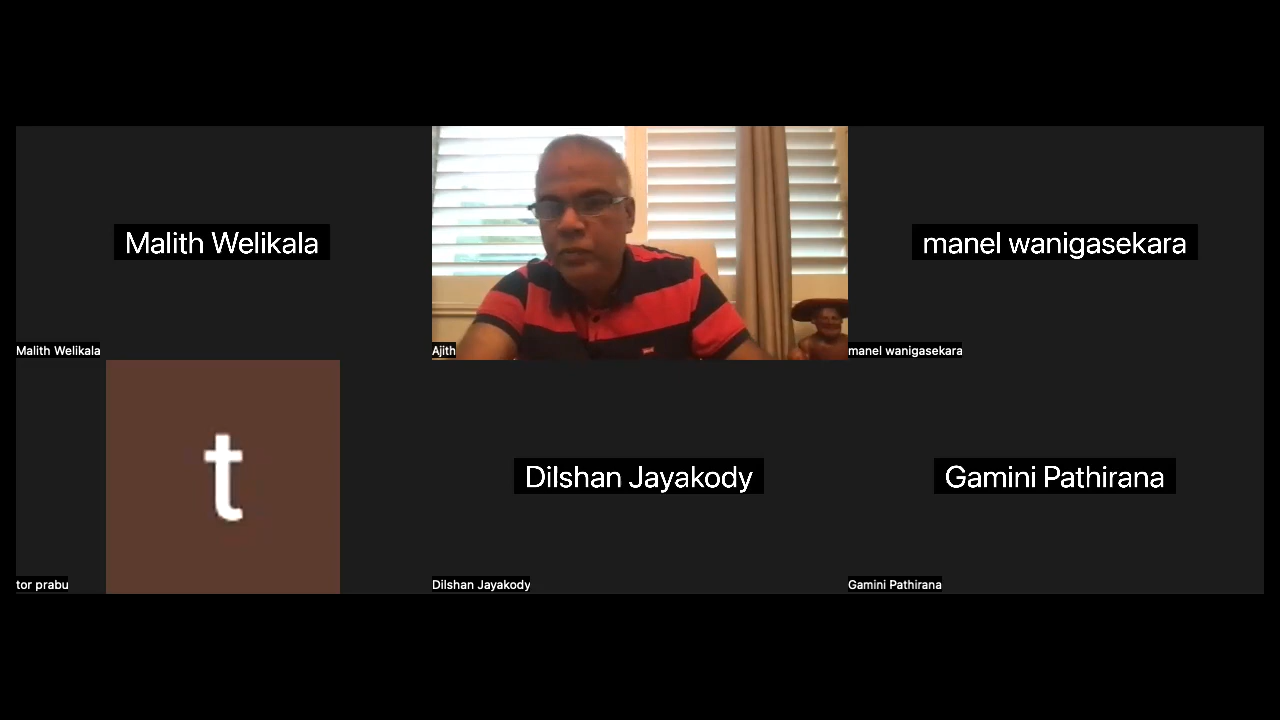 Malith Welikala
manel wanigasekara
Malith Welikala
Ajith
manel wanigasekara
t
Dilshan Jayakody
Gamini Pathirana
tor prabu
Dilshan Jayakody
Gamini Pathirana